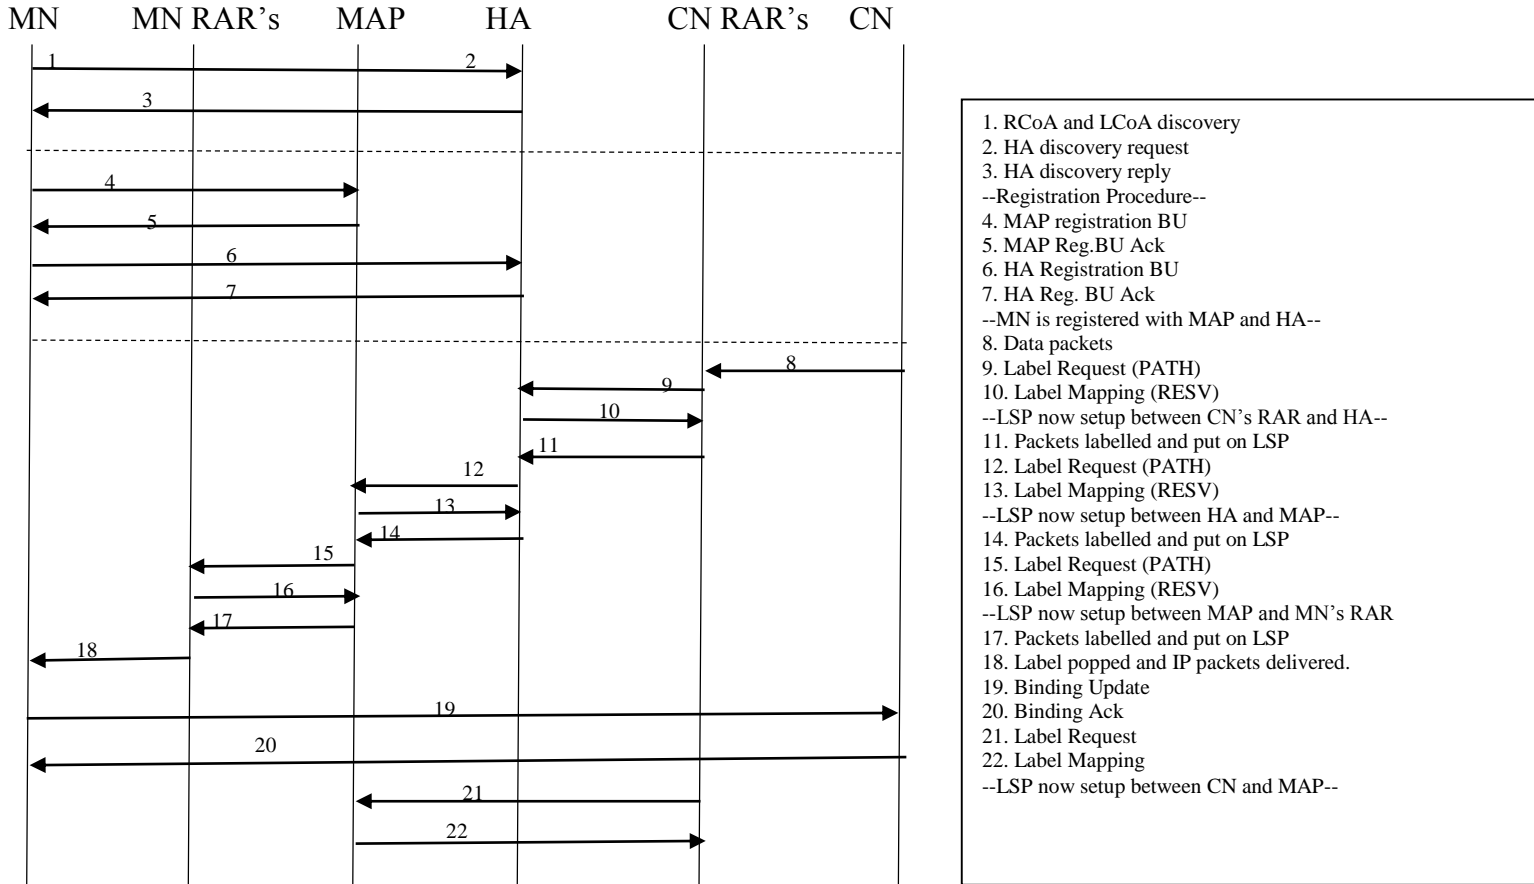 MN MN RAR's MAP HA CN RAR's CN
1 2
3
4
5
6
7
8
9
10
11
12
13
14
15
16
17
18
19
20
21
22
1. RCoA and LCoA discovery
2. HA discovery request
3. HA discovery reply
--Registration Procedure--
4. MAP registration BU
5. MAP Reg.BU Ack
6. HA Registration BU
7. HA Reg. BU Ack
--MN is registered with MAP and HA--
8. Data packets
9. Label Request (PATH)
10. Label Mapping (RESV)
--LSP now setup between CN's RAR and HA--
11. Packets labelled and put on LSP
12. Label Request (PATH)
13. Label Mapping (RESV)
--LSP now setup between HA and MAP--
14. Packets labelled and put on LSP
15. Label Request (PATH)
16. Label Mapping (RESV)
--LSP now setup between MAP and MN's RAR
17. Packets labelled and put on LSP
18. Label popped and IP packets delivered.
19. Binding Update
20. Binding Ack
21. Label Request
22. Label Mapping
--LSP now setup between CN and MAP--